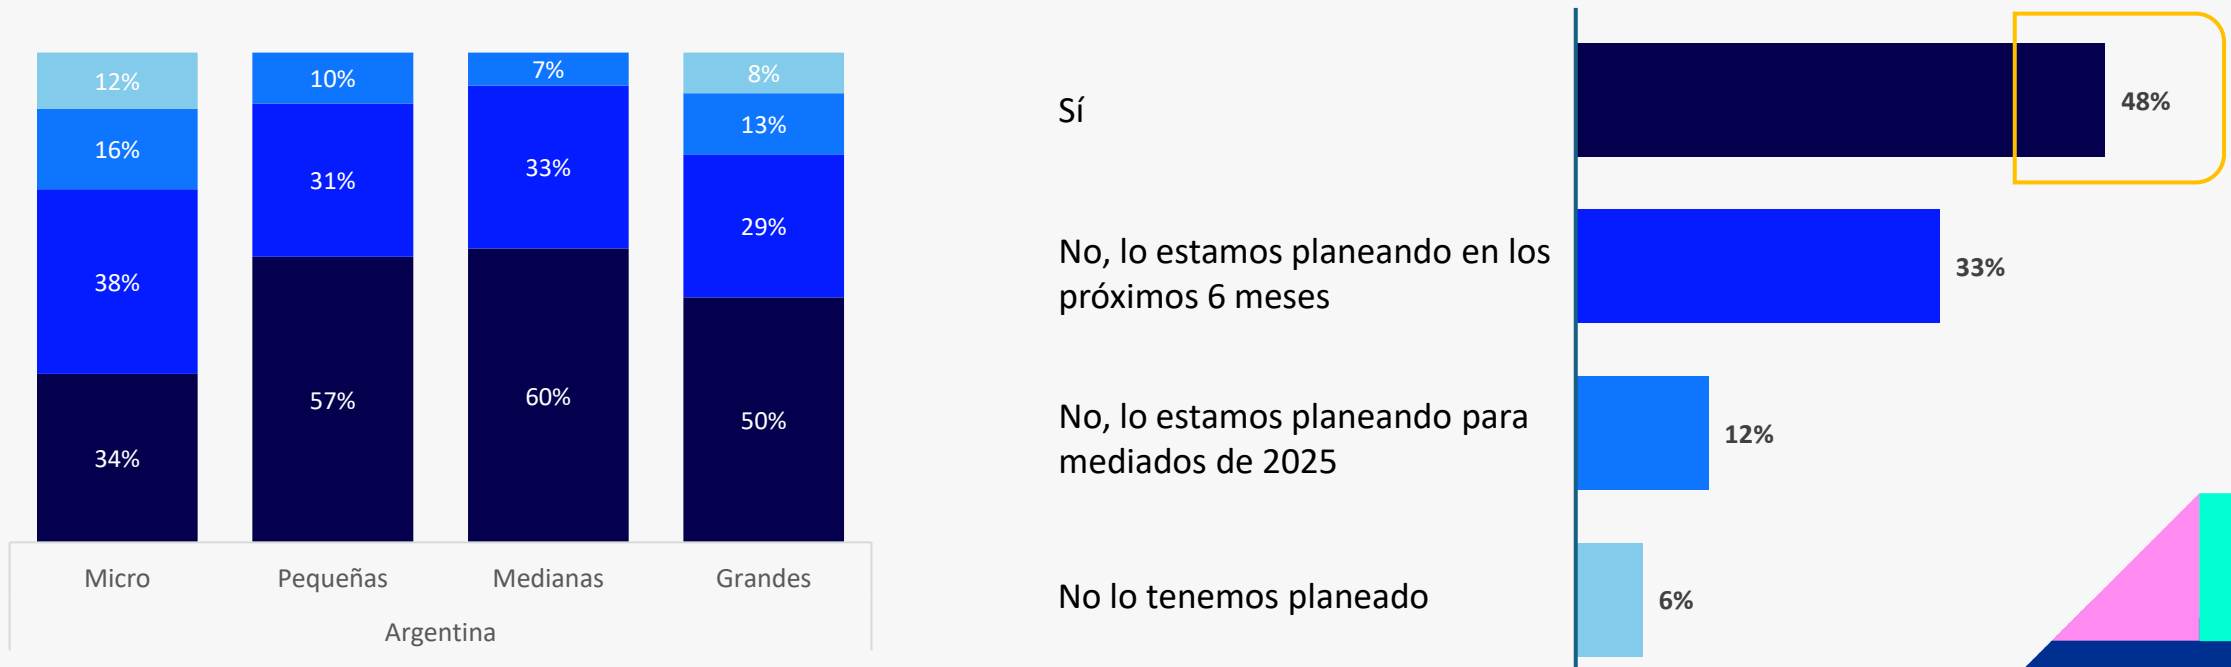 12%
16%
38%
34%
10%
31%
57%
7%
33%
60%
8%
13%
29%
50%
Micro
Pequeñas
Medianas
Grandes
Argentina
Sí
48%
No, lo estamos planeando en los
próximos 6 meses
33%
No, lo estamos planeando para
mediados de 2025
12%
No lo tenemos planeado
6%